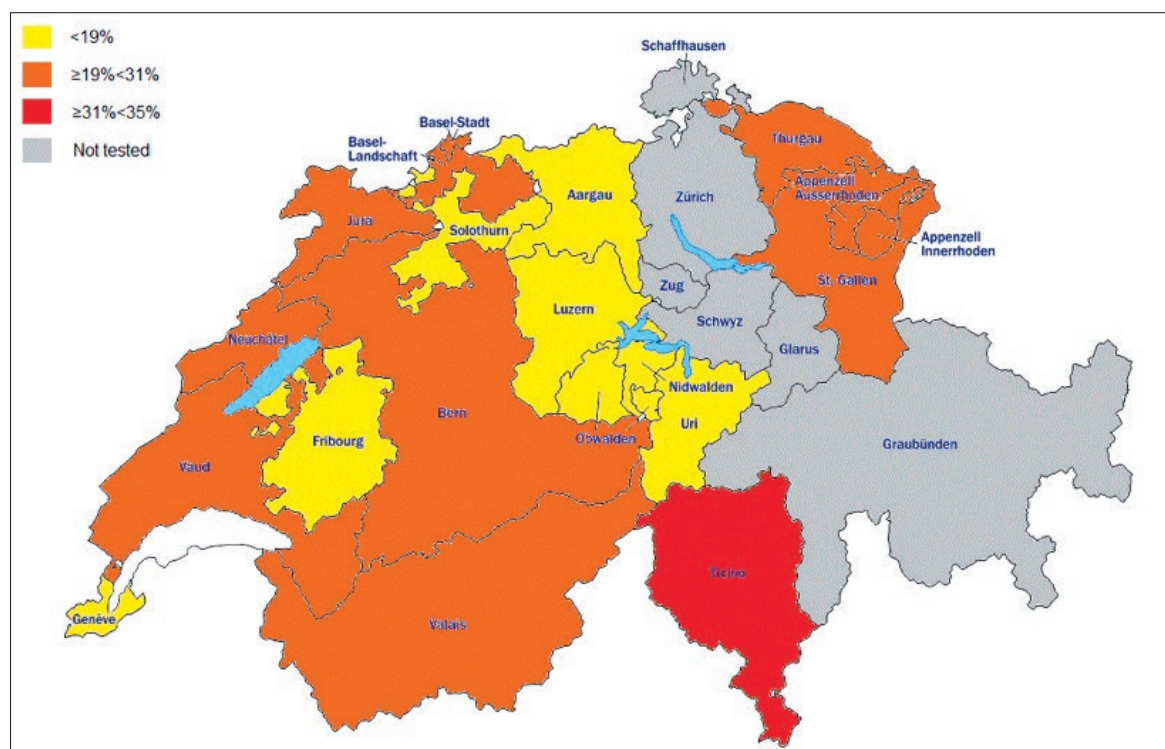 <19%
≥19%<31%
≥31%<35%
Not tested
Schaffhausen
Basel-Stadt
Basel-
Landschaft
Thurgau
Appenzell
Ausserrhoden
Aargau
Zürich
Jura
Solothurn
Appenzell
Innerrhoden
St. Gallen
Zug
Luzern
Schwyz
Neuchâtel
Glarus
Nidwalden
Bern
Uri
Obwalden
Fribourg
Graubünden
Vaud
Ticino
Genève
Valais